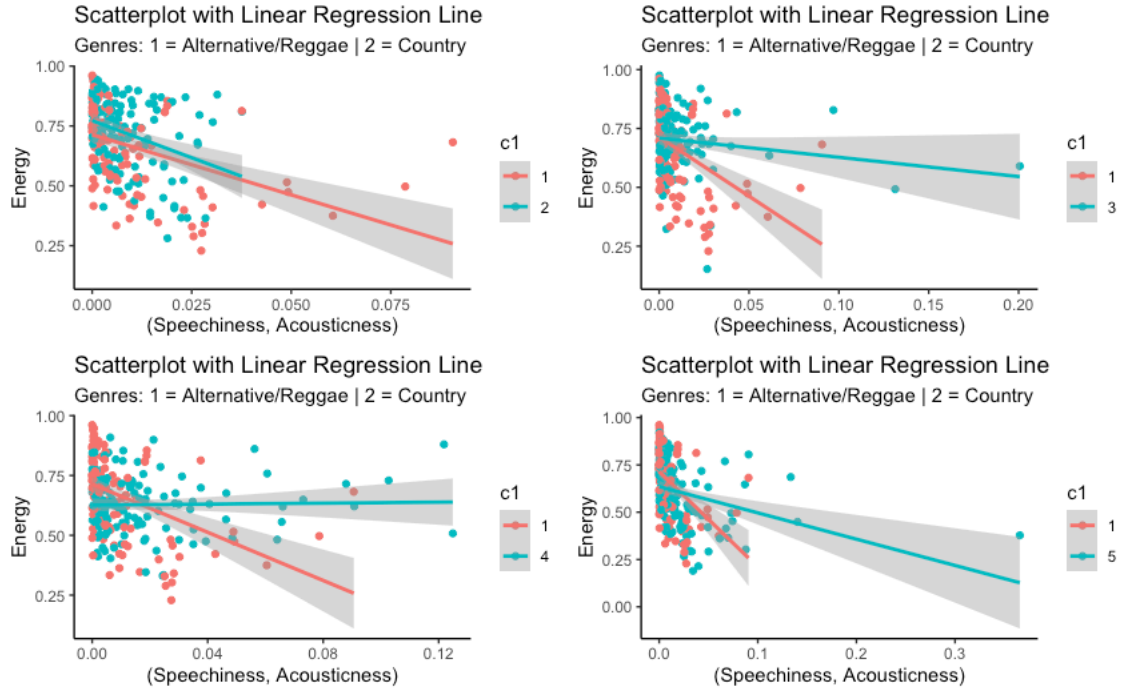 Scatterplot with Linear Regression Line
Genres: 1 = Alternative/Reggae | 2 = Country
1.00
0.75
0.50
0.25
Energy
0.000
0.025
0.050
0.075
(Speechiness, Acousticness)
c1
1
2
Scatterplot with Linear Regression Line
Genres: 1 = Alternative/Reggae | 2 = Country
1.00
0.75
0.50
0.25
Energy
0.00
0.05
0.10
0.15
0.20
(Speechiness, Acousticness)
c1
1
3
Scatterplot with Linear Regression Line
Genres: 1 = Alternative/Reggae | 2 = Country
1.00
0.75
0.50
0.25
Energy
0.00
0.04
0.08
0.12
(Speechiness, Acousticness)
c1
1
4
Scatterplot with Linear Regression Line
Genres: 1 = Alternative/Reggae | 2 = Country
1.00
0.75
0.50
0.25
0.00
Energy
0.0
0.1
0.2
0.3
(Speechiness, Acousticness)
c1
1
5